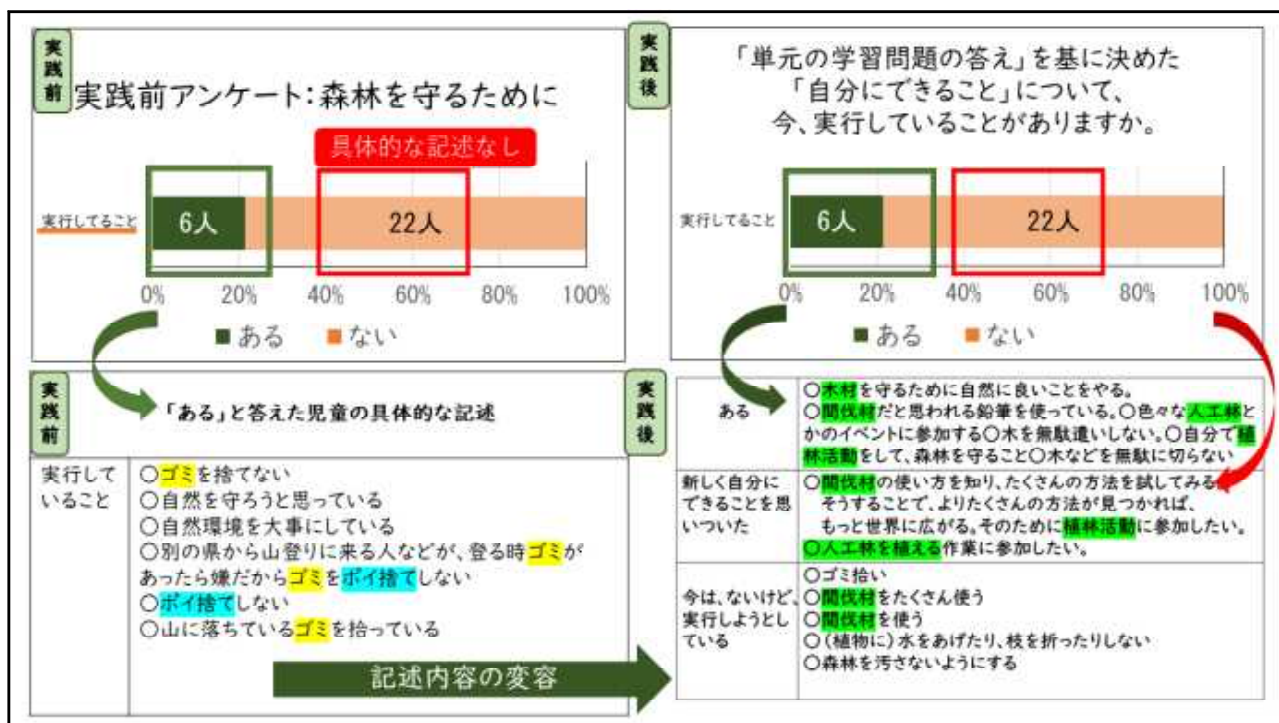 実践前
実践前アンケート:森林を守るために
具体的な記述なし
実行してること
6人
22人
0% 20% 40% 60% 80% 100%
■ある ■ない
実践後
「単元の学習問題の答え」を基に決めた
「自分にできること」について、
今、実行していることがありますか。
実行してること
6人
22人
0% 20% 40% 60% 80% 100%
■ある ■ない
実践前
「ある」と答えた児童の具体的な記述
実行して
いること
○ゴミを捨てない
○自然を守ろうと思っている
○自然環境を大事にしている
○別の県から山登りに来る人などが、登る時ゴミが
あったら嫌だからゴミをポイ捨てしない
○ポイ捨てしない
○山に落ちているゴミを拾っている
記述内容の変容
実践後
ある
○木材を守るために自然に良いことをやる。
○間伐材だと思われる鉛筆を使っている。○色々な人工林と
かのイベントに参加する○木を無駄遣いしない。○自分で植
林活動をして、森林を守ること○木などを無駄に切らない
新しく自分に
できることを思
いついた
○間伐材の使い方を知り、たくさんの方法を試してみる。
そうすることで、よりたくさんの方法が見つかれば、
もっと世界に広がる。そのために植林活動に参加したい。
○人工林を植える作業に参加したい。
今は、ないけど、
実行しようとし
ている
○ゴミ拾い
○間伐材をたくさん使う
○間伐材を使う
○(植物に)水をあげたり、枝を折ったりしない
○森林を汚さないようにする